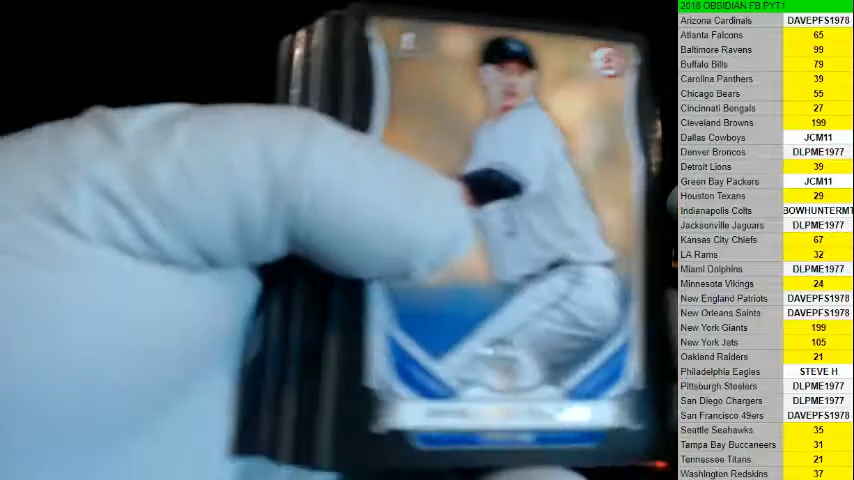 2018 OBSIDIAN FB PYT1
Arizona Cardinals DAVEPFS1978
Atlanta Falcons 65
Baltimore Ravens 99
Buffalo Bills 79
Carolina Panthers 39
Chicago Bears 55
Cincinnati Bengals 27
Cleveland Browns 199
Dallas Cowboys JCM11
Denver Broncos DLPME1977
Detroit Lions 39
Green Bay Packers JCM11
Houston Texans 29
Indianapolis Colts BOWHUNTERMT
Jacksonville Jaguars DLPME1977
Kansas City Chiefs 67
LA Rams 32
Miami Dolphins DLPME1977
Minnesota Vikings 24
New England Patriots DAVEPFS1978
New Orleans Saints DAVEPFS1978
New York Giants 199
New York Jets 105
Oakland Raiders 21
Philadelphia Eagles STEVE H
Pittsburgh Steelers DLPME1977
San Diego Chargers DLPME1977
San Francisco 49ers DAVEPFS1978
Seattle Seahawks 35
Tampa Bay Buccaneers 31
Tennessee Titans 21
Washington Redskins 37